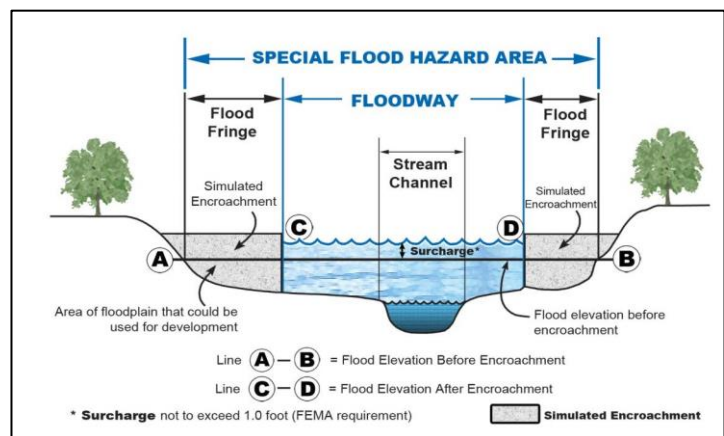 SPECIAL FLOOD HAZARD AREA
Flood
Fringe
FLOODWAY
Flood
Fringe
Stream
Channel
Simulated
Encroachment
Simulated
Encroachment
C
D
Surcharge*
A
B
Area of floodplain that could be
used for development
Flood elevation before
encroachment
Line A — B = Flood Elevation Before Encroachment
Line C — D = Flood Elevation After Encroachment
* Surcharge not to exceed 1.0 foot (FEMA requirement)
Simulated Encroachment